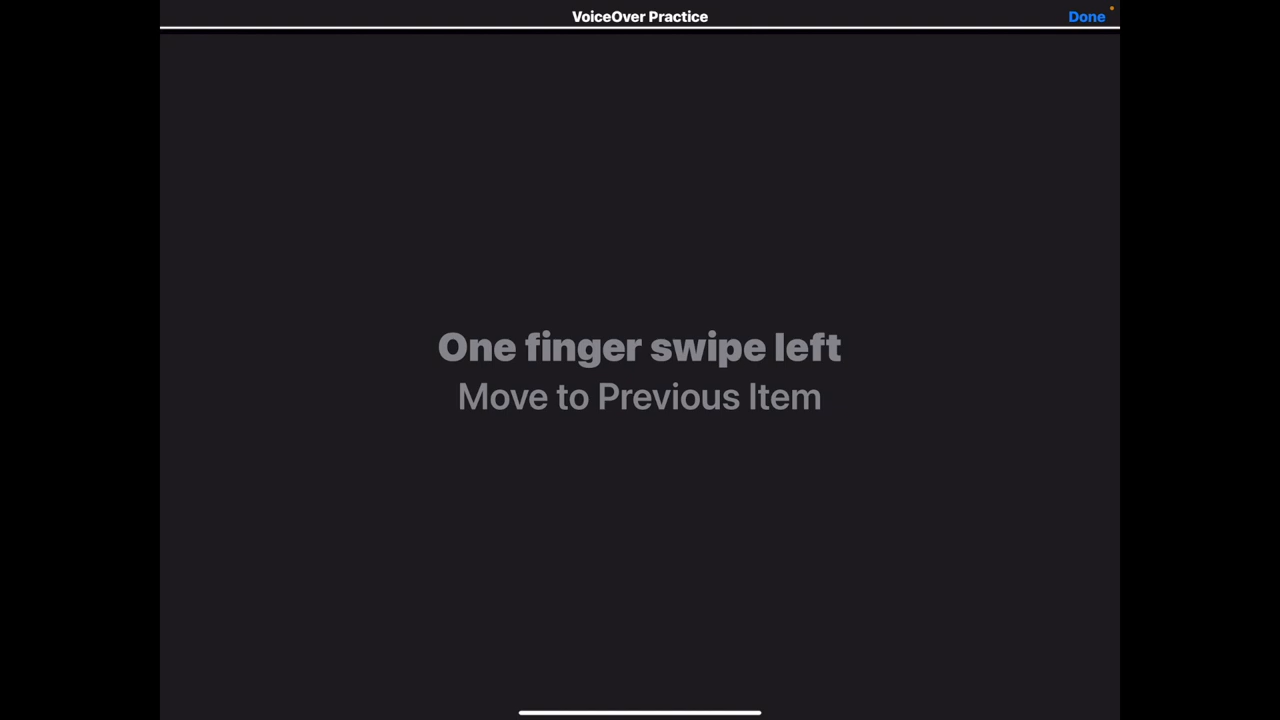 VoiceOver Practice
Done
One finger swipe left
Move to Previous Item